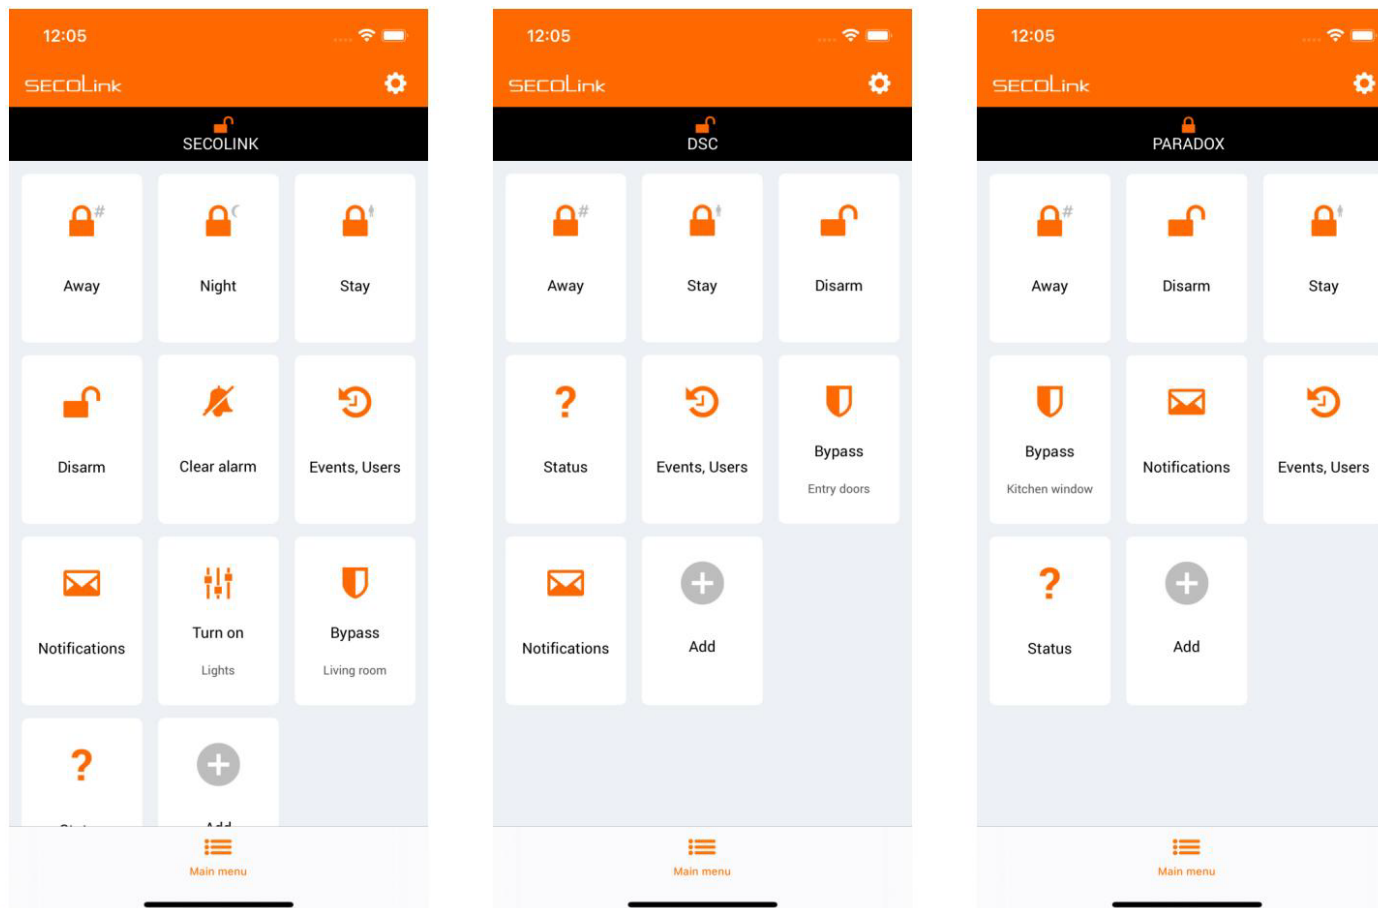 12:05
SECOLink
SECOLINK
Away
Night
Stay
Disarm
Clear alarm
Events, Users
Notifications
Turn on
Lights
Bypass
Living room
Main menu
12:05
SECOLink
DSC
Away
Stay
Disarm
Status
Events, Users
Bypass
Entry doors
Notifications
Add
Main menu
12:05
SECOLink
PARADOX
Away
Disarm
Stay
Bypass
Kitchen window
Notifications
Events, Users
Status
Add
Main menu